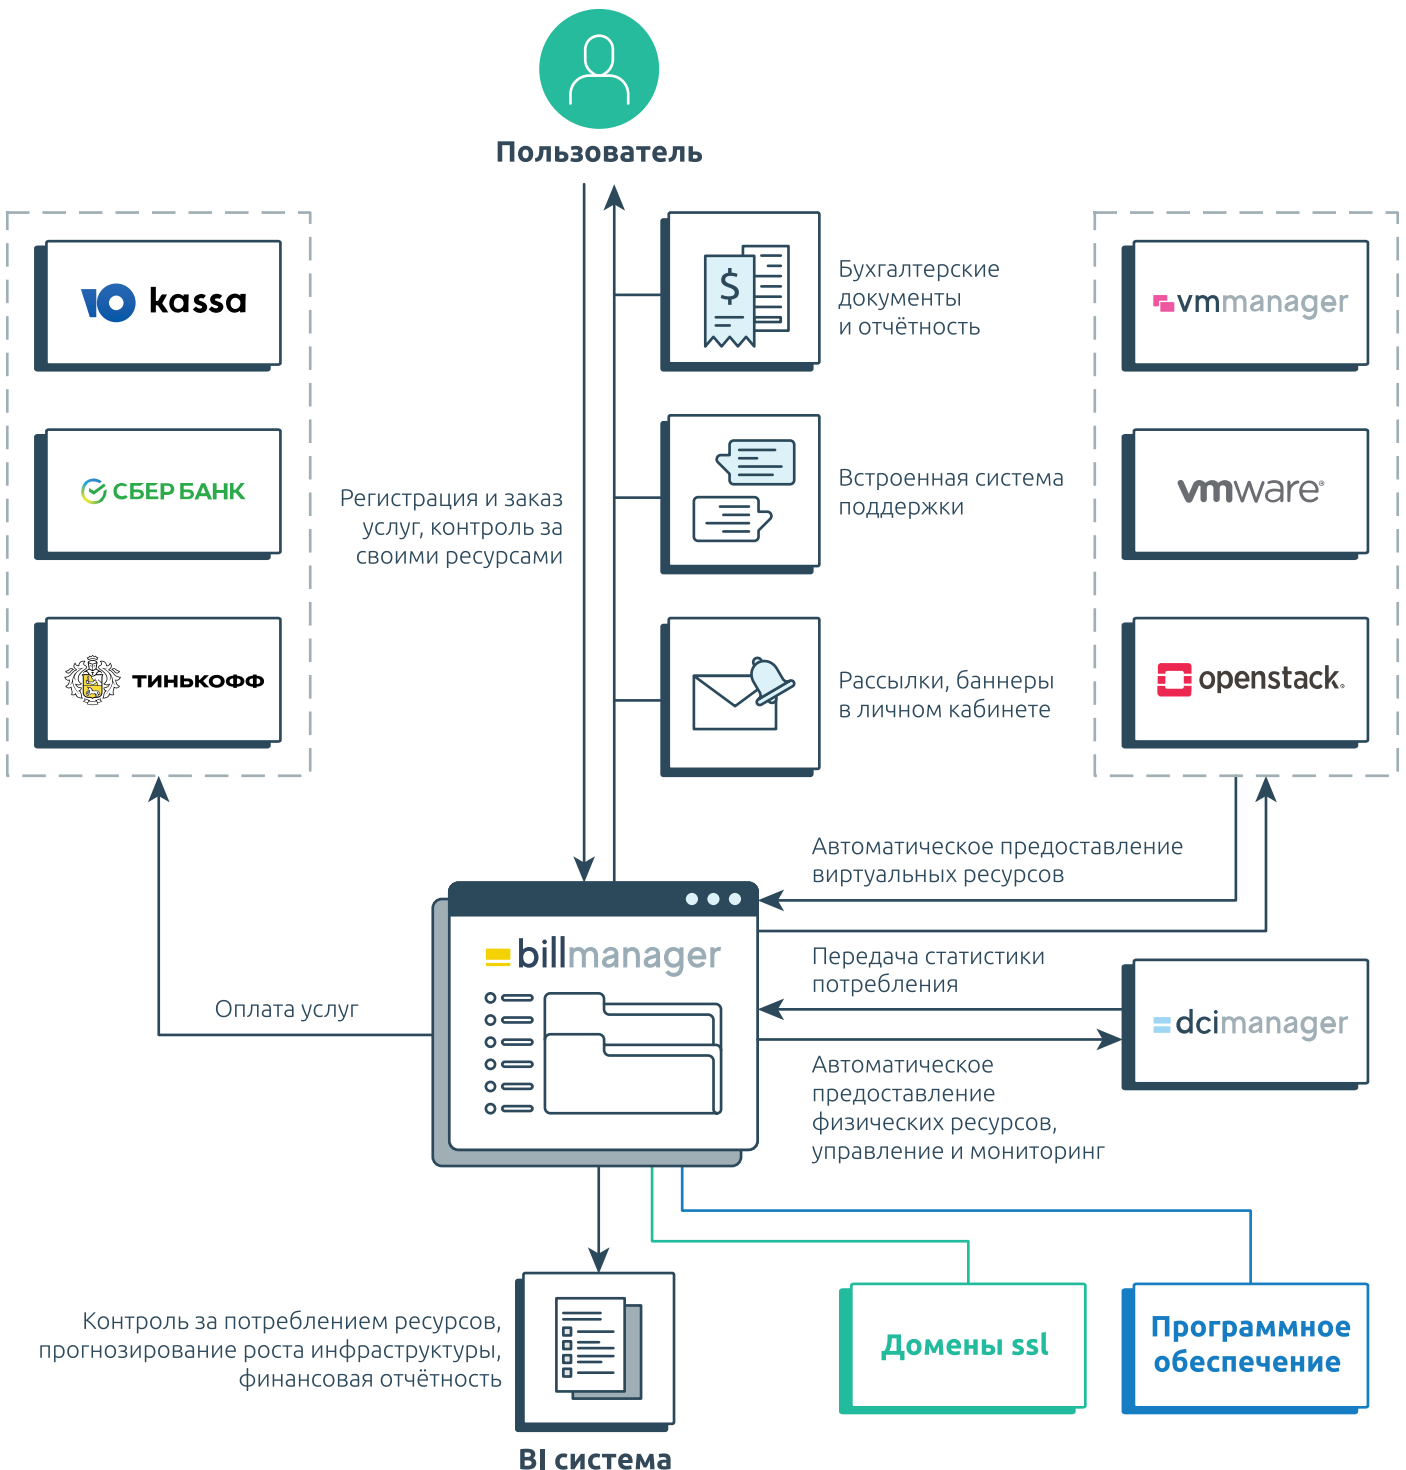 Пользователь
kassa
СБЕР БАНК
ТИНЬКОФФ
Регистрация и заказ
услуг, контроль за
своими ресурсами
$
Бухгалтерские
документы
и отчётность
Встроенная система
поддержки
Рассылки, баннеры
в личном кабинете
vmmanager
vmware®
openstack.
Автоматическое предоставление
виртуальных ресурсов
Передача статистики
потребления
Автоматическое
предоставление
физических ресурсов,
управление и мониторинг
dcimanager
billmanager
Оплата услуг
Контроль за потреблением ресурсов,
прогнозирование роста инфраструктуры,
финансовая отчётность
BI система
Домены ssl
Программное
обеспечение